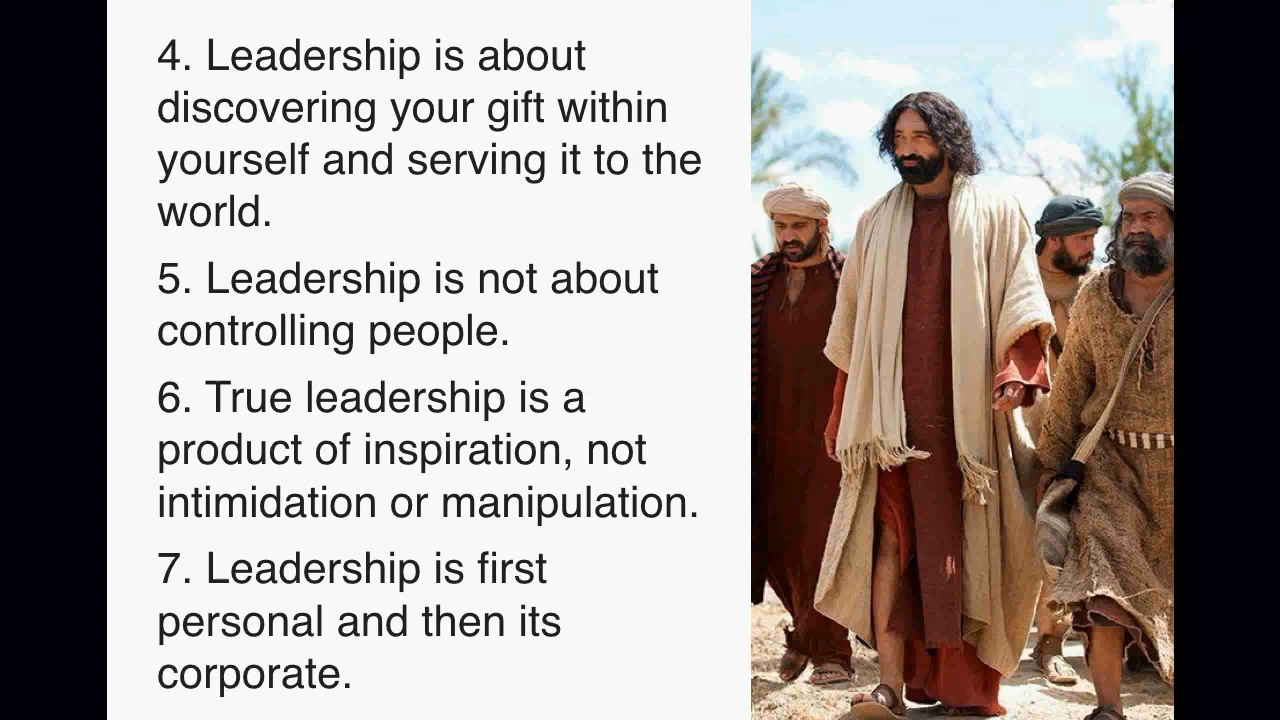 4. Leadership is about
discovering your gift within
yourself and serving it to the
world.
5. Leadership is not about
controlling people.
6. True leadership is a
product of inspiration, not
intimidation or manipulation.
7. Leadership is first
personal and then its
corporate.